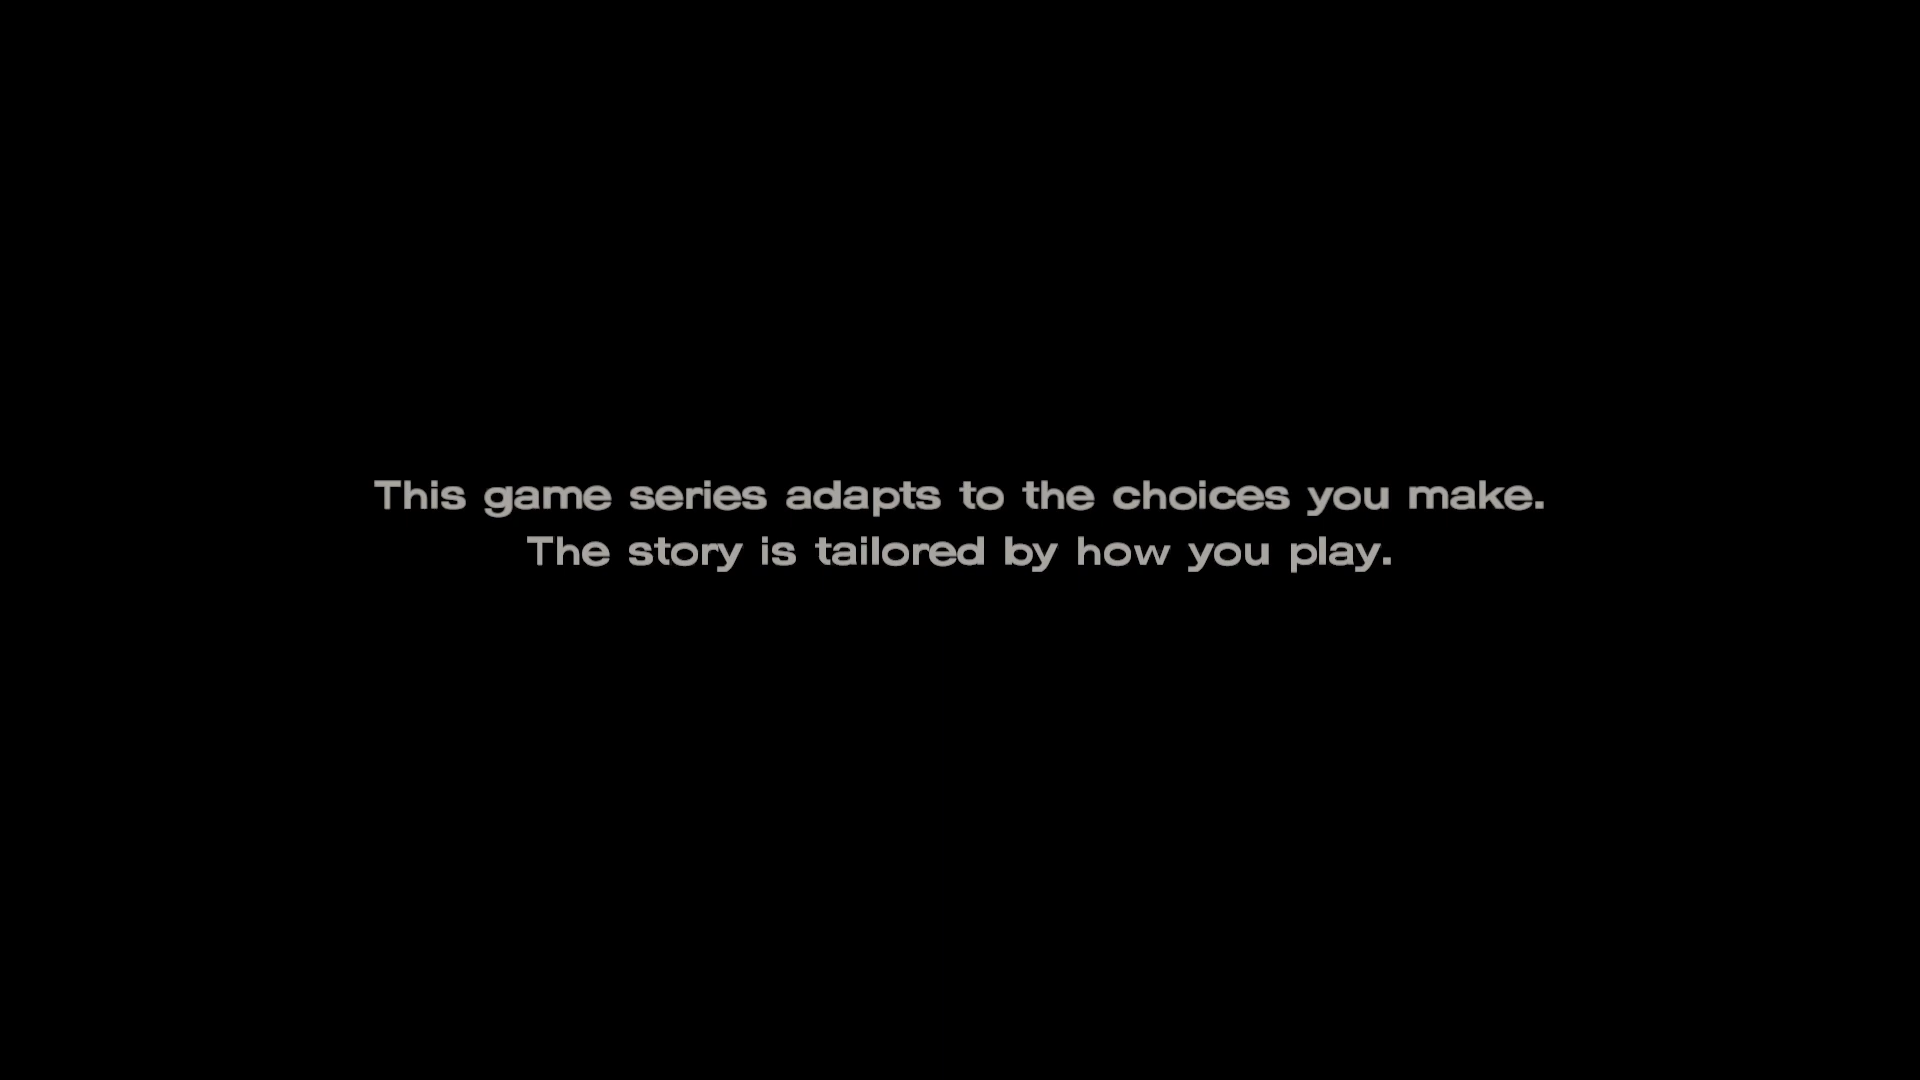 This game series adapts to the choices you make.
The story is tailored by how you play.